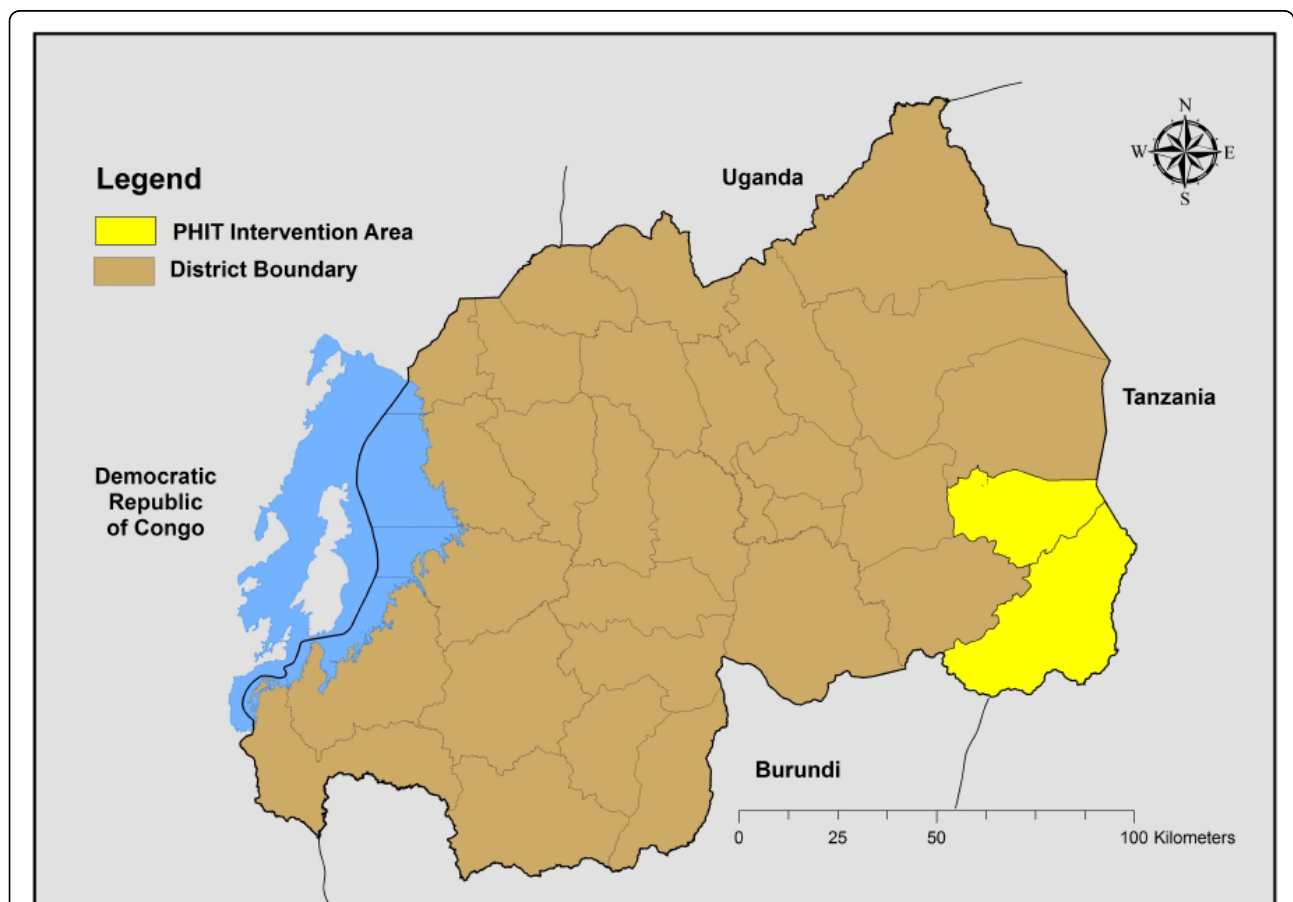 N
W E
S
Uganda
Legend
PHIT Intervention Area
District Boundary
Tanzania
Democratic
Republic
of Congo
Burundi
0 25 50 100 Kilometers